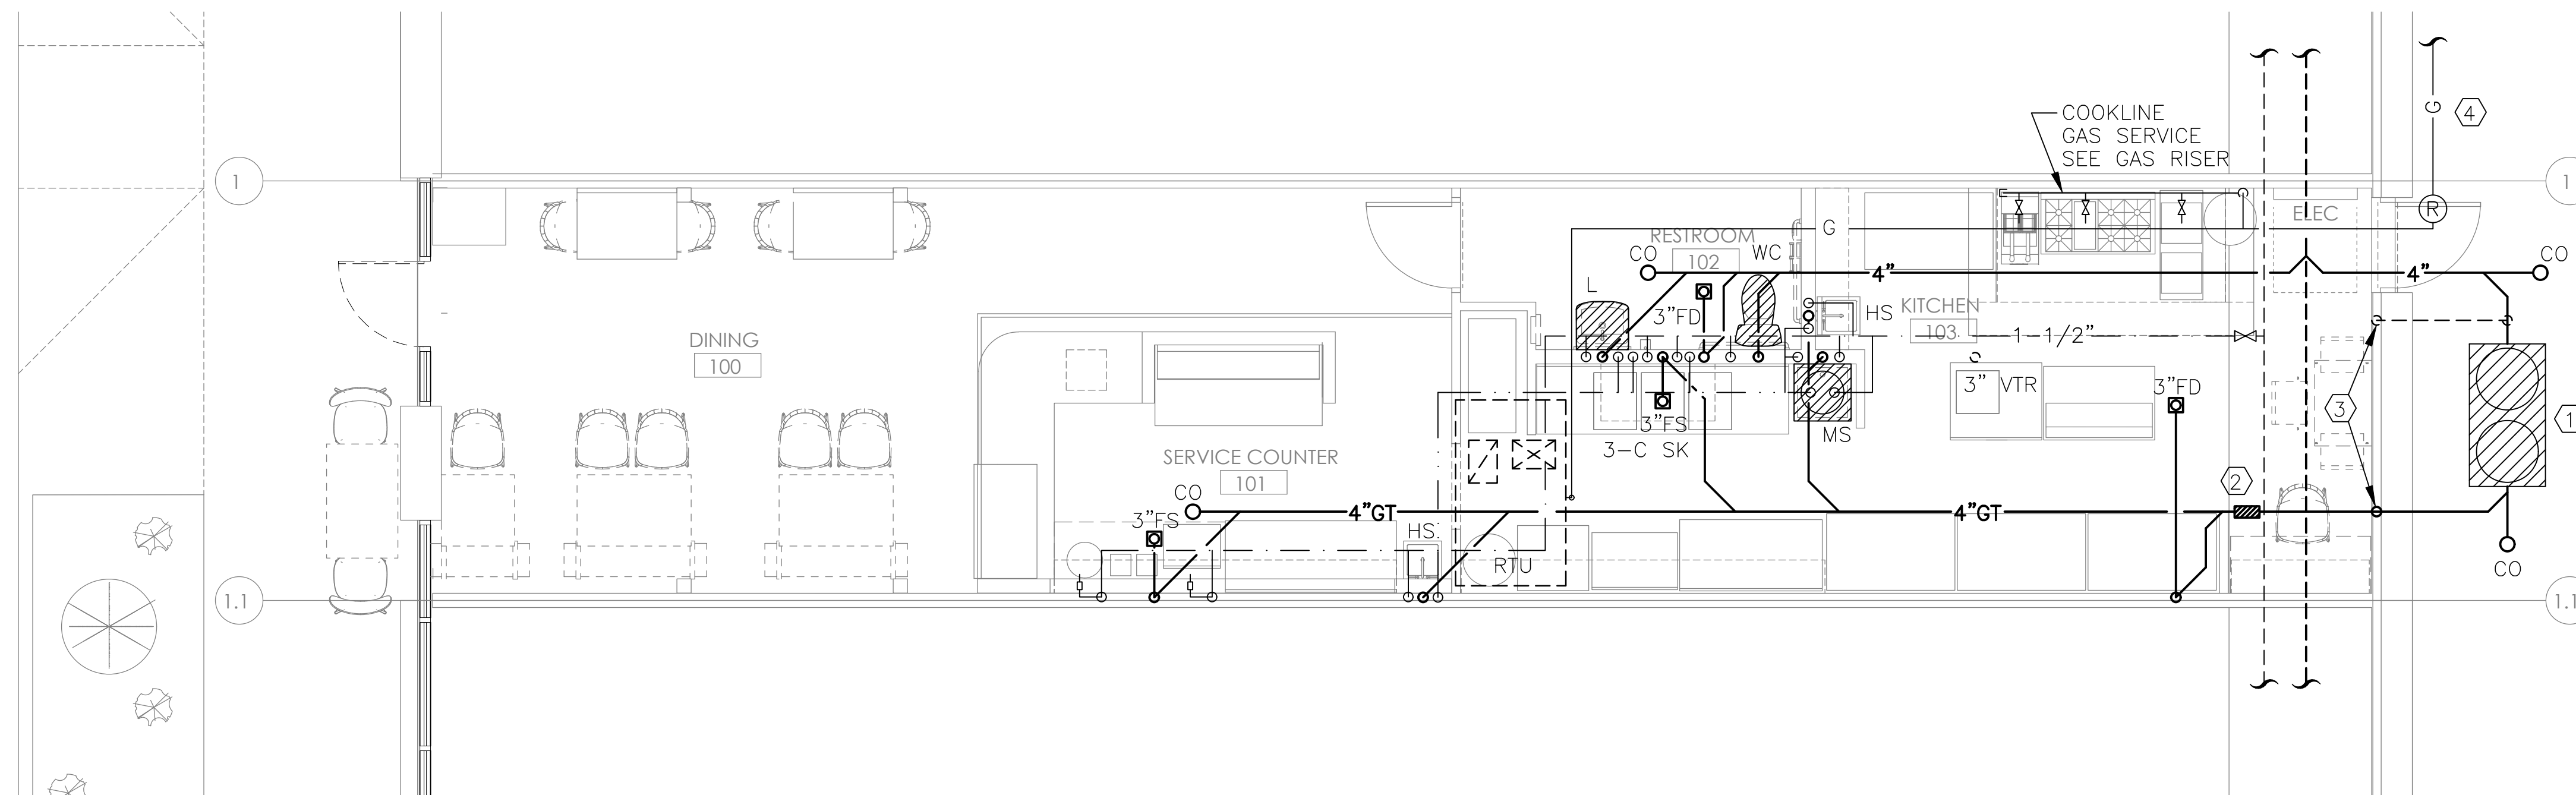 COOKLINE
GAS SERVICE
SEE GAS RISER
G
4
1
1
R
ELEC
RESTROOM
102
G
CO
WC
4"
4"
CO
L
3"FD
HS
KITCHEN
103
1-1/2"
DINING
100
3" VTR
3"FD
3
1
3"FS
3-C SK
MS
SERVICE COUNTER
101
CO
2
3"FS
4"GT
4"GT
HS
RTU
CO
1.1
1.1